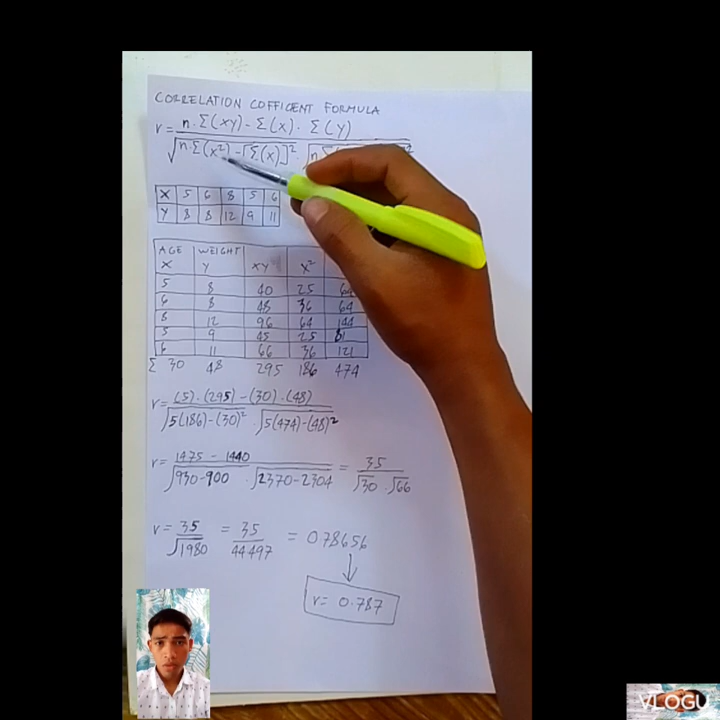 CORRELATION COFFICENT FORMULA
r = n·Σ(xy) - Σ(x)· Σ(y)
√n·Σ(x²) - [Σ(x)]² · √n
X 5 6 8 5 6
Y 8 8 12 9 11
AGE WEIGHT
X Y XY X²
5 8 40 25 64
6 8 48 36 64
8 12 96 64 144
5 9 45 25 81
6 11 66 36 121
Σ 30 48 295 186 474
r = (5)·(295) - (30)·(48)
√5(186)-(30)² · √5(474)-(48)²
r = 1475 - 1440 = 35
√930-900 · √2370-2304 √30 · √66
r = 35 = 35 = 0.78656
√1980 44.497
r = 0.787
VLOGU